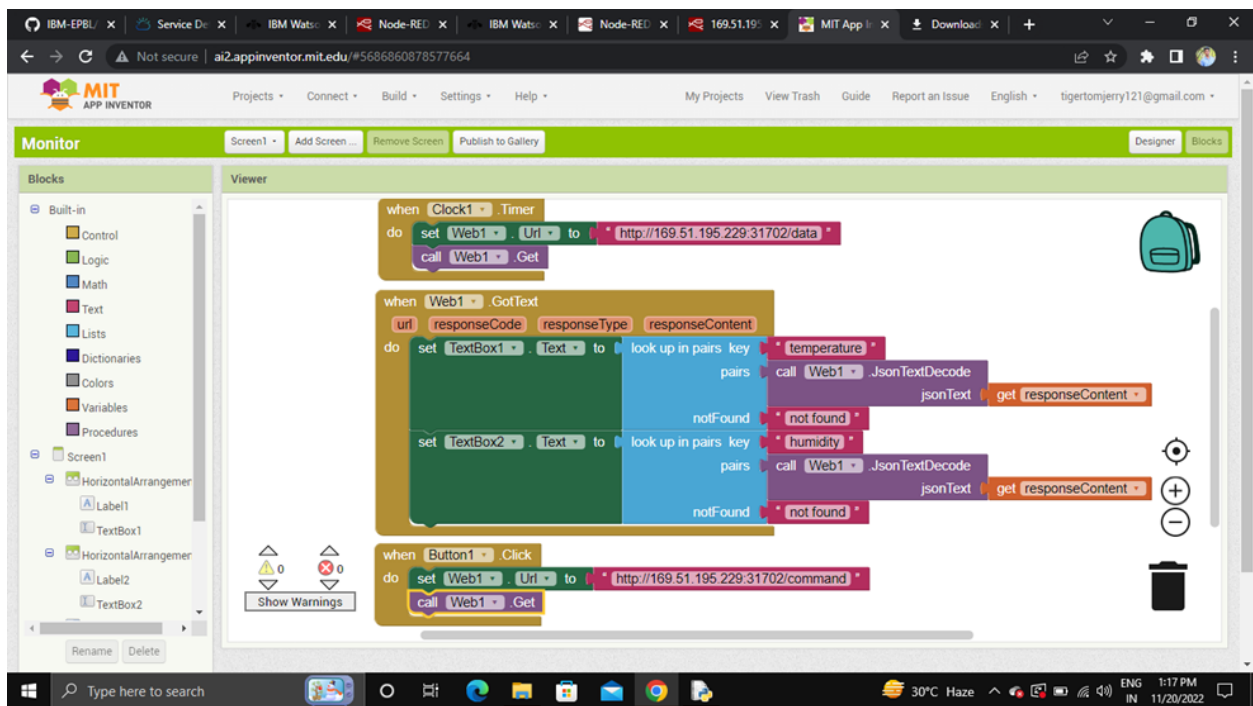 IBM-EPBL/ Service De IBM Watso Node-RED IBM Watso Node-RED 169.51.195 MIT App In Download
Not secure ai2.appinventor.mit.edu/#5686860878577664
MIT
APP INVENTOR
Projects Connect Build Settings Help My Projects View Trash Guide Report an Issue English tigertomjerry121@gmail.com
Monitor Screen1 Add Screen ... Remove Screen Publish to Gallery Designer Blocks
Blocks Viewer
Built-in
Control
Logic
Math
Text
Lists
Dictionaries
Colors
Variables
Procedures
Screen1
HorizontalArrangemer
Label1
TextBox1
HorizontalArrangemer
Label2
TextBox2
Rename Delete
when Clock1 .Timer
do set Web1 . Url to " http://169.51.195.229:31702/data "
call Web1 .Get
when Web1 .GotText
url responseCode responseType responseContent
do set TextBox1 . Text to look up in pairs key " temperature "
pairs call Web1 .JsonTextDecode
jsonText get responseContent
notFound " not found "
set TextBox2 . Text to look up in pairs key " humidity "
pairs call Web1 .JsonTextDecode
jsonText get responseContent
notFound " not found "
when Button1 .Click
do set Web1 . Url to " http://169.51.195.229:31702/command "
call Web1 .Get
0 0
Show Warnings
Type here to search 30°C Haze ENG 1:17 PM
IN 11/20/2022